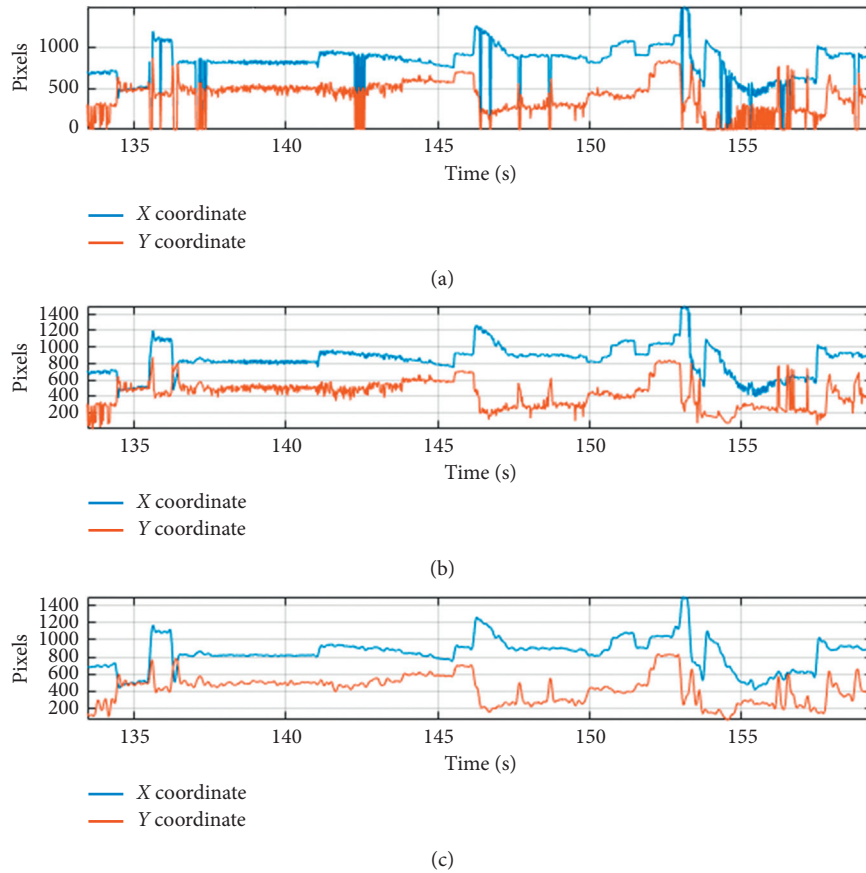 Pixels
1000
500
0
135
140
145
150
155
Time (s)
X coordinate
Y coordinate
(a)
Pixels
1400
1200
1000
800
600
400
200
135
140
145
150
155
Time (s)
X coordinate
Y coordinate
(b)
Pixels
1400
1200
1000
800
600
400
200
135
140
145
150
155
Time (s)
X coordinate
Y coordinate
(c)